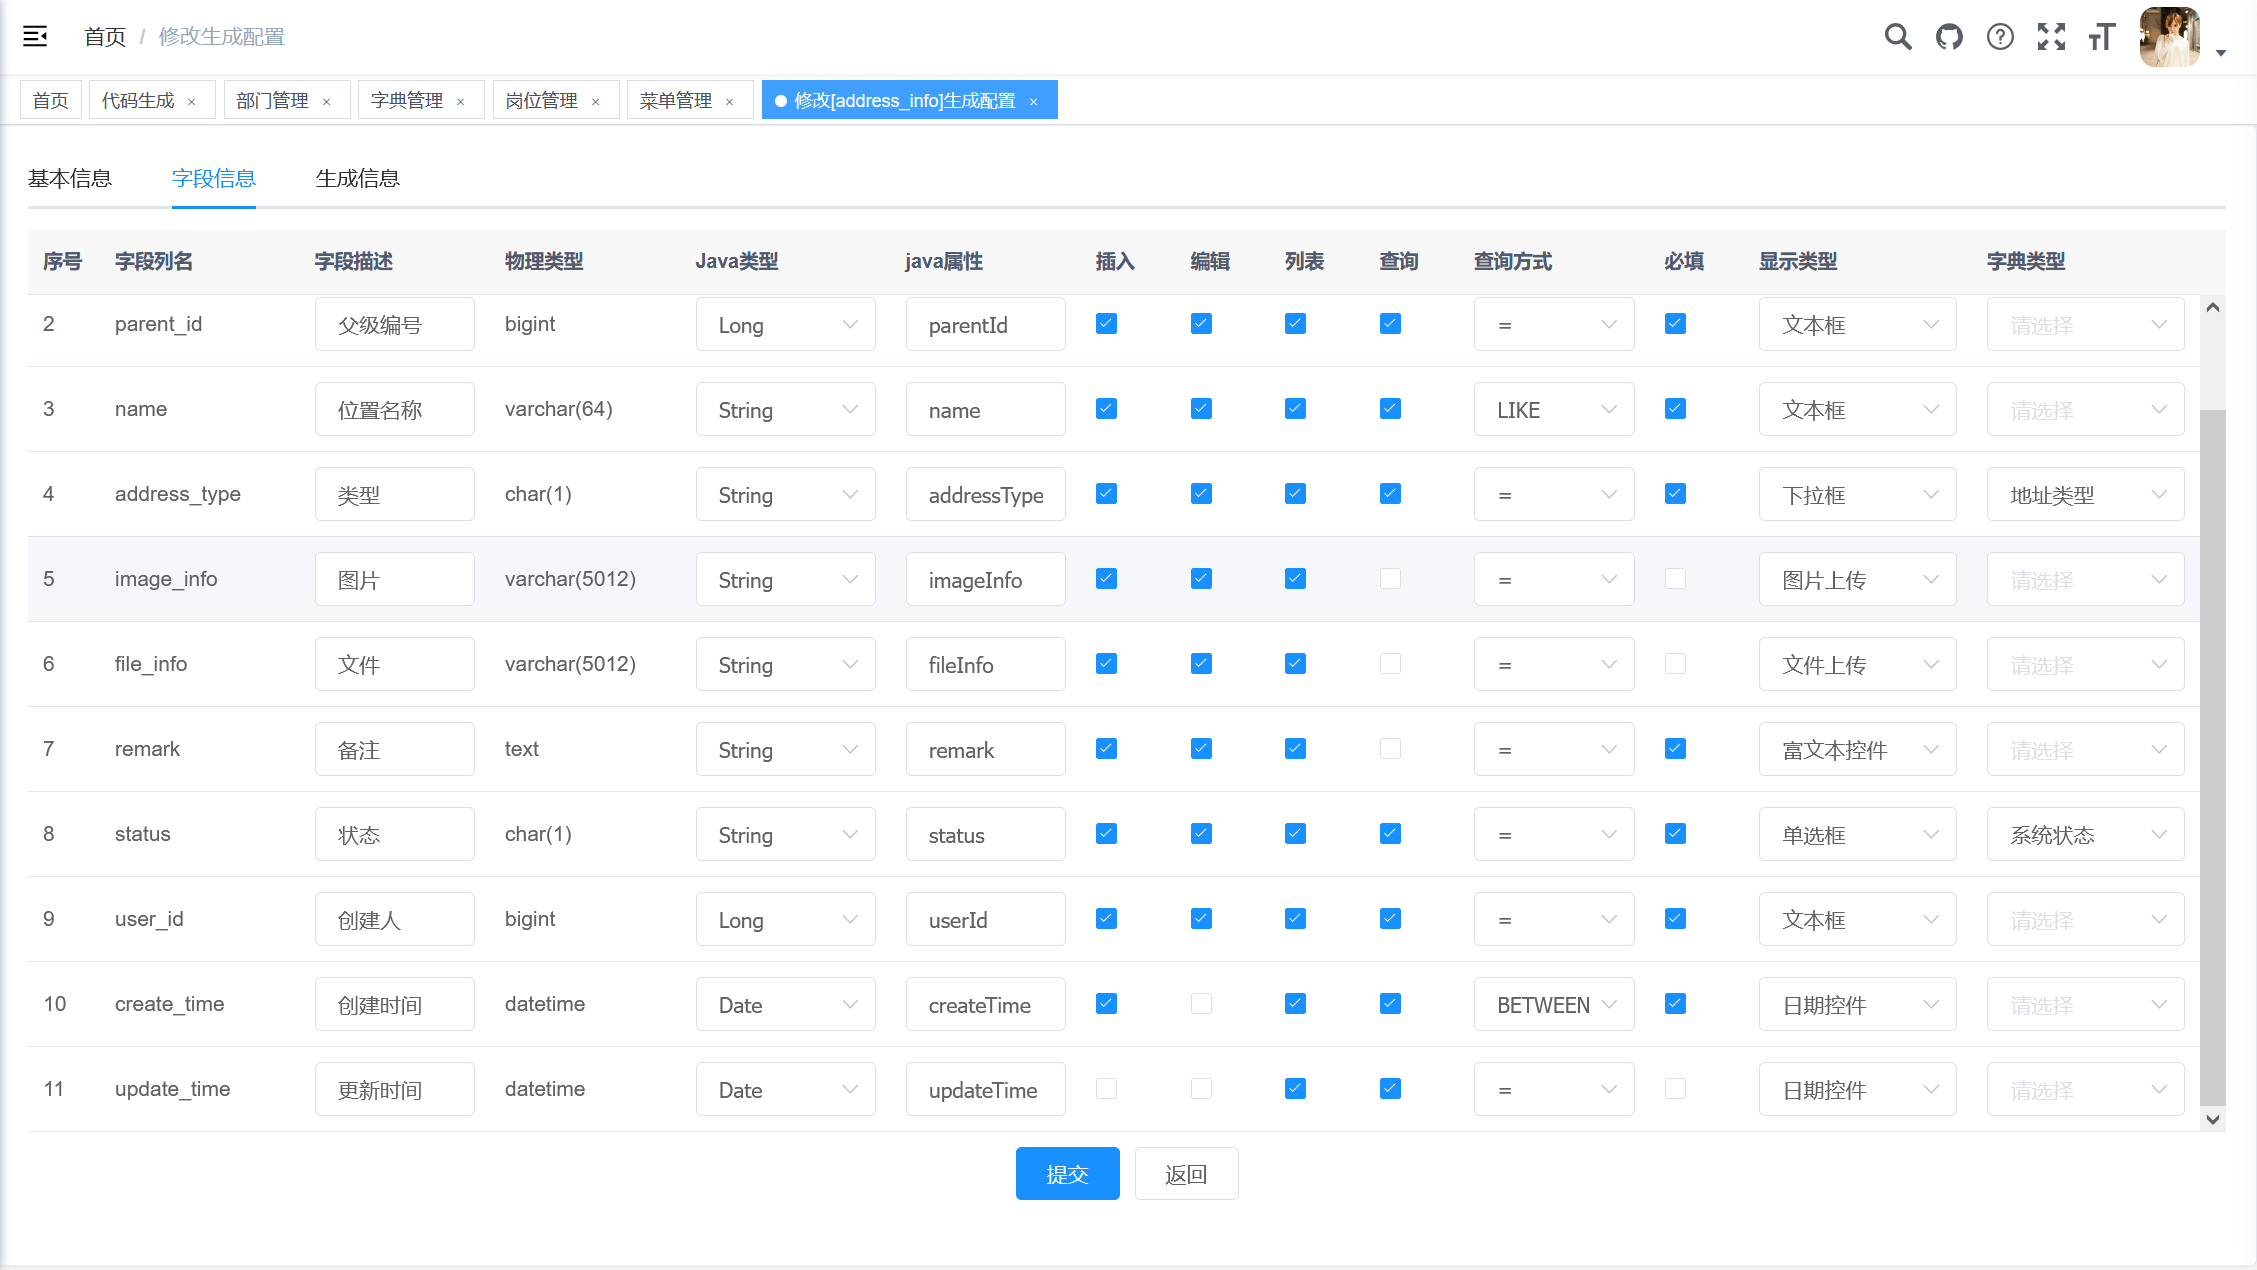 首页 / 修改生成配置
首页 代码生成 × 部门管理 × 字典管理 × 岗位管理 × 菜单管理 × 修改[address_info]生成配置 ×
基本信息 字段信息 生成信息
序号 字段列名 字段描述 物理类型 Java类型 java属性 插入 编辑 列表 查询 查询方式 必填 显示类型 字典类型
2 parent_id 父级编号 bigint Long parentId = 文本框 请选择
3 name 位置名称 varchar(64) String name LIKE 文本框 请选择
4 address_type 类型 char(1) String addressType = 下拉框 地址类型
5 image_info 图片 varchar(5012) String imageInfo = 图片上传 请选择
6 file_info 文件 varchar(5012) String fileInfo = 文件上传 请选择
7 remark 备注 text String remark = 富文本控件 请选择
8 status 状态 char(1) String status = 单选框 系统状态
9 user_id 创建人 bigint Long userId = 文本框 请选择
10 create_time 创建时间 datetime Date createTime BETWEEN 日期控件 请选择
11 update_time 更新时间 datetime Date updateTime = 日期控件 请选择
提交 返回